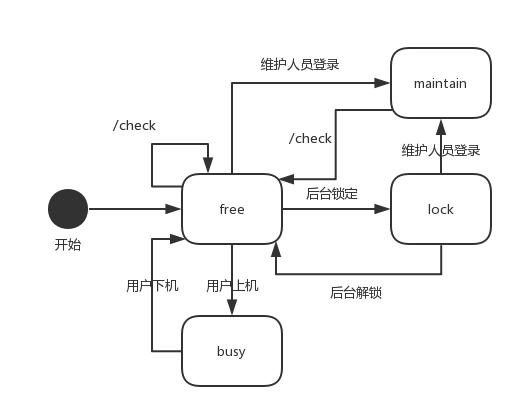 维护人员登录
maintain
/check
/check
维护人员登录
后台锁定
free
lock
开始
用户下机
用户上机
后台解锁
busy